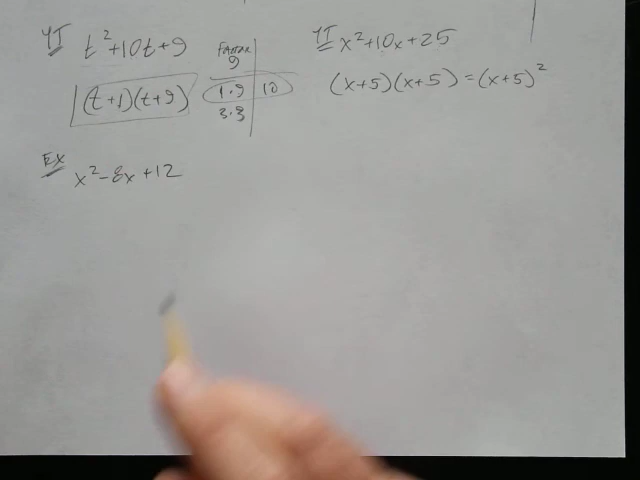 YT t²+10t+9
FACTOR
9
(t+1)(t+9)
1·9 10
3·3
YT x²+10x+25
(x+5)(x+5)=(x+5)²
EX x²-8x+12